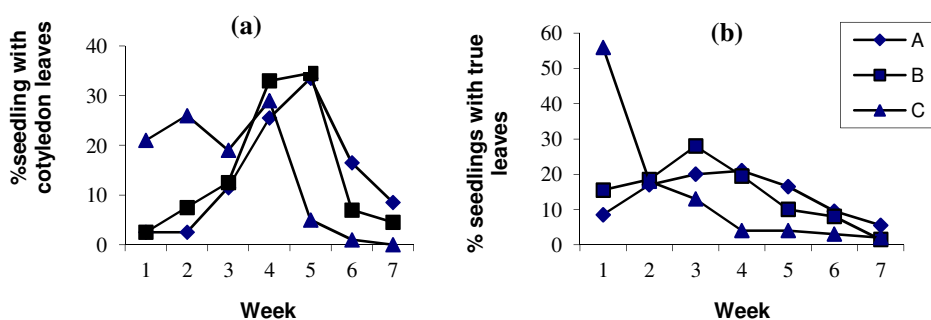 (a)
%seedling with
cotyledon leaves
40
30
20
10
0
1 2 3 4 5 6 7
Week
(b)
% seedlings with true
leaves
60
50
40
30
20
10
0
1 2 3 4 5 6 7
Week
A
B
C